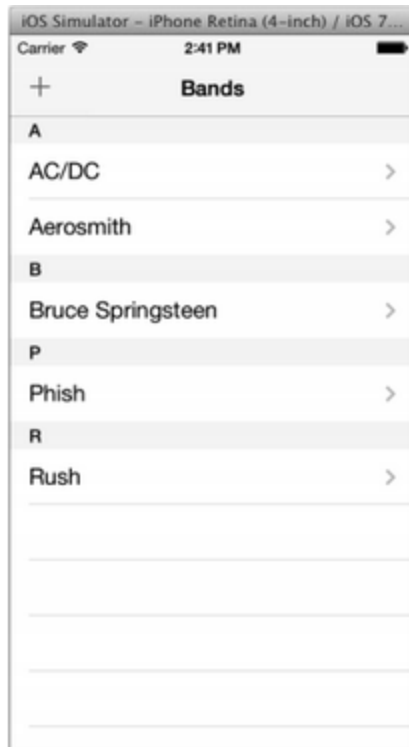 iOS Simulator – iPhone Retina (4-inch) / iOS 7...
Carrier 2:41 PM
+ Bands
A
AC/DC
Aerosmith
B
Bruce Springsteen
P
Phish
R
Rush